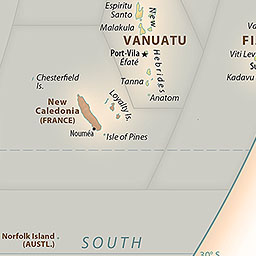 Espiritu
Santo
Malakula
New
Hebrides
VANUATU
FI
Port-Vila
Éfaté
Viti Lev
Su
Kadavu
Chesterfield
Is.
Tanna
Anatom
Loyalty Is.
New
Caledonia
(FRANCE)
Nouméa
Isle of Pines
Norfolk Island
(AUSTL.)
SOUTH
30° S